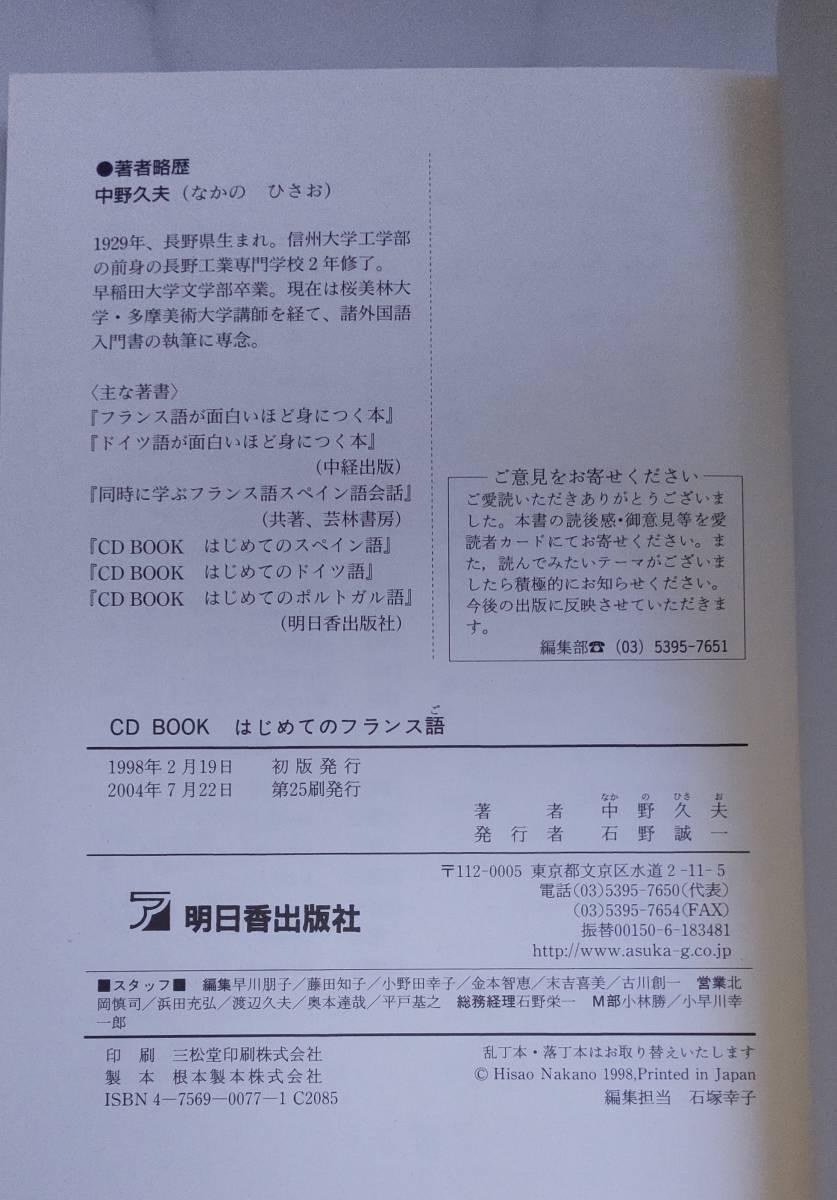 ●著者略歴
中野久夫（なかの　ひさお）
1929年、長野県生まれ。信州大学工学部
の前身の長野工業専門学校２年修了。
早稲田大学文学部卒業。現在は桜美林大
学・多摩美術大学講師を経て、諸外国語
入門書の執筆に専念。
〈主な著書〉
『フランス語が面白いほど身につく本』
『ドイツ語が面白いほど身につく本』
（中経出版）
『同時に学ぶフランス語スペイン語会話』
（共著、芸林書房）
『CD BOOK　はじめてのスペイン語』
『CD BOOK　はじめてのドイツ語』
『CD BOOK　はじめてのポルトガル語』
（明日香出版社）
ご意見をお寄せください
ご愛読いただきありがとうございま
した。本書の読後感・御意見等を愛
読者カードにてお寄せください。ま
た，読んでみたいテーマがございま
したら積極的にお知らせください。
今後の出版に反映させていただきま
す。
編集部☎（03）5395-7651
ご
CD BOOK　はじめてのフランス語
1998年２月19日　初版発行
2004年７月22日　第25刷発行
なか の ひさ お
著者　中野久夫
発行者　石野誠一
〒112-0005 東京都文京区水道2-11-5
電話(03)5395-7650(代表)
(03)5395-7654(FAX)
振替00150-6-183481
http://www.asuka-g.co.jp
明日香出版社
■スタッフ■　編集早川朋子／藤田知子／小野田幸子／金本智恵／末吉喜美／古川創一　営業北
岡慎司／浜田充弘／渡辺久夫／奥本達哉／平戸基之　総務経理石野栄一　M部小林勝／小早川幸
一郎
印　刷　三松堂印刷株式会社
製　本　根本製本株式会社
ISBN 4―7569―0077―1 C2085
乱丁本・落丁本はお取り替えいたします
© Hisao Nakano 1998,Printed in Japan
編集担当　石塚幸子